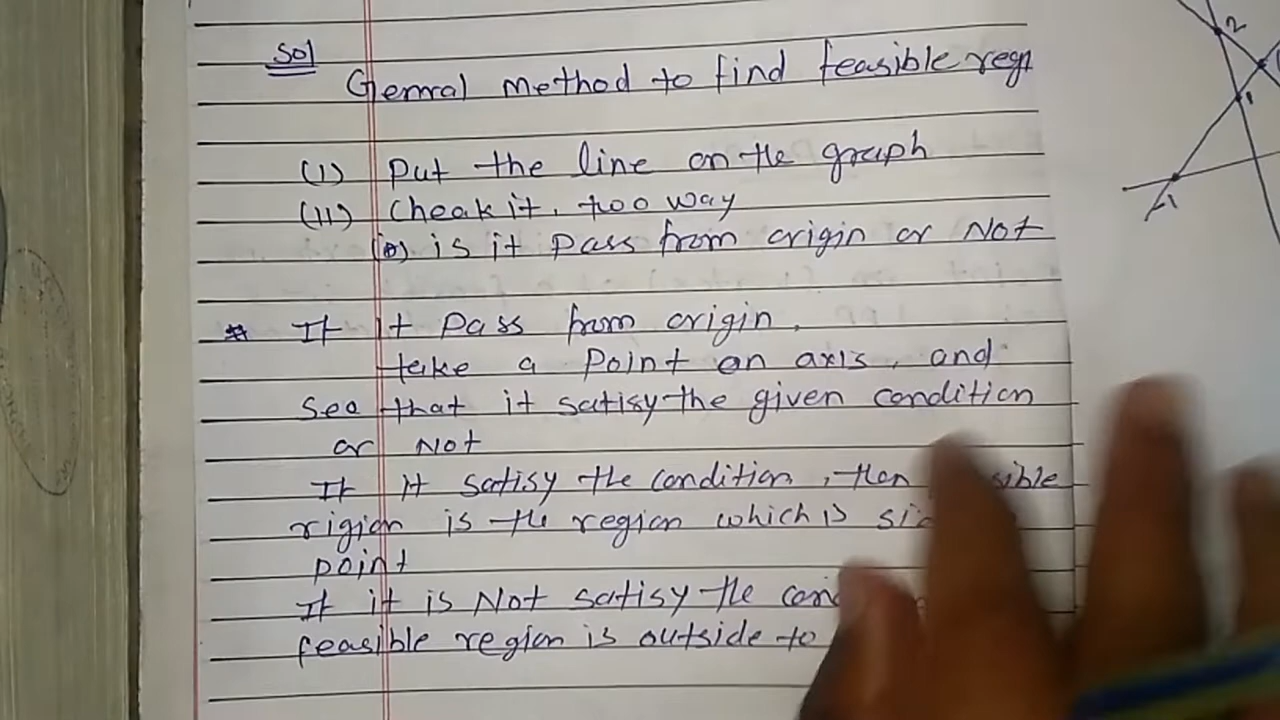 Sol
Genral method to find feasible regn
(I) Put the line on the graph
(II) Cheak it, two way
(a) is it pass from origin or Not
* If it pass from origin,
take a point on axis, and
see that it satisy the given condition
or Not
If it satisy the condition, then
rigion is the region which is
point
If it is Not satisy the
feasible region is outside to
2
1
A